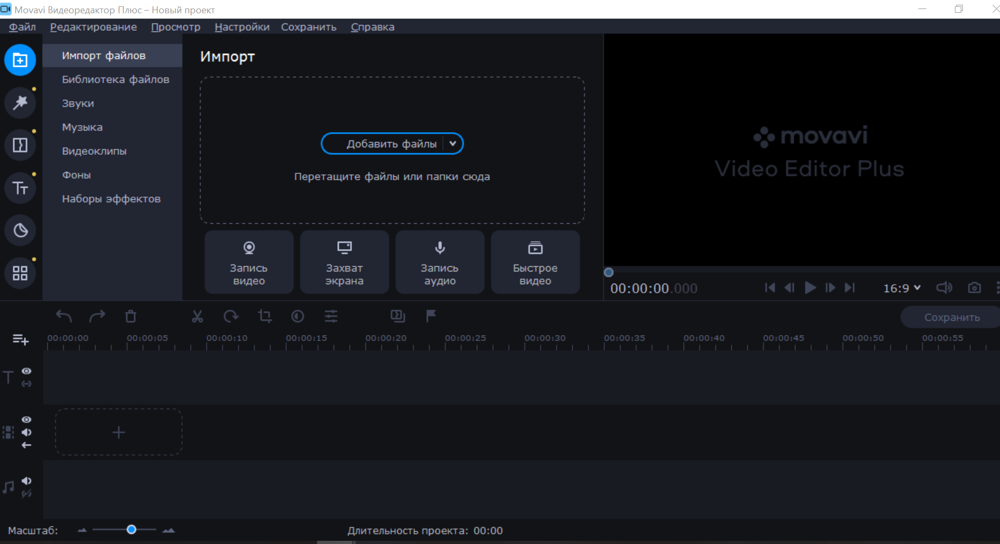 Movavi Видеоредактор Плюс – Новый проект
Файл Редактирование Просмотр Настройки Сохранить Справка
Импорт файлов
Библиотека файлов
Звуки
Музыка
Видеоклипы
Фоны
Наборы эффектов
Импорт
Добавить файлы
Перетащите файлы или папки сюда
Запись
видео
Захват
экрана
Запись
аудио
Быстрое
видео
movavi
Video Editor Plus
00:00:00.000
16:9
Сохранить
00:00:00 00:00:05 00:00:10 00:00:15 00:00:20 00:00:25 00:00:30 00:00:35 00:00:40 00:00:45 00:00:50 00:00:55
Масштаб:
Длительность проекта: 00:00